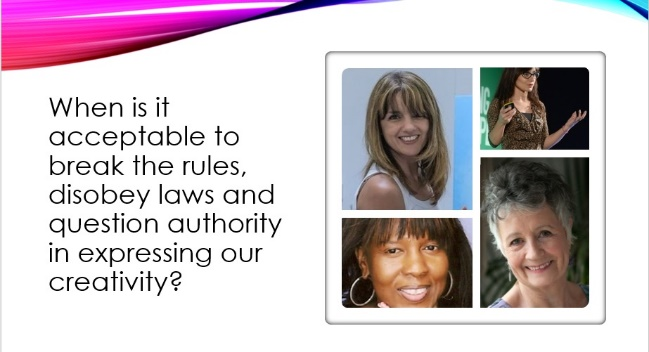 When is it
acceptable to
break the rules,
disobey laws and
question authority
in expressing our
creativity?